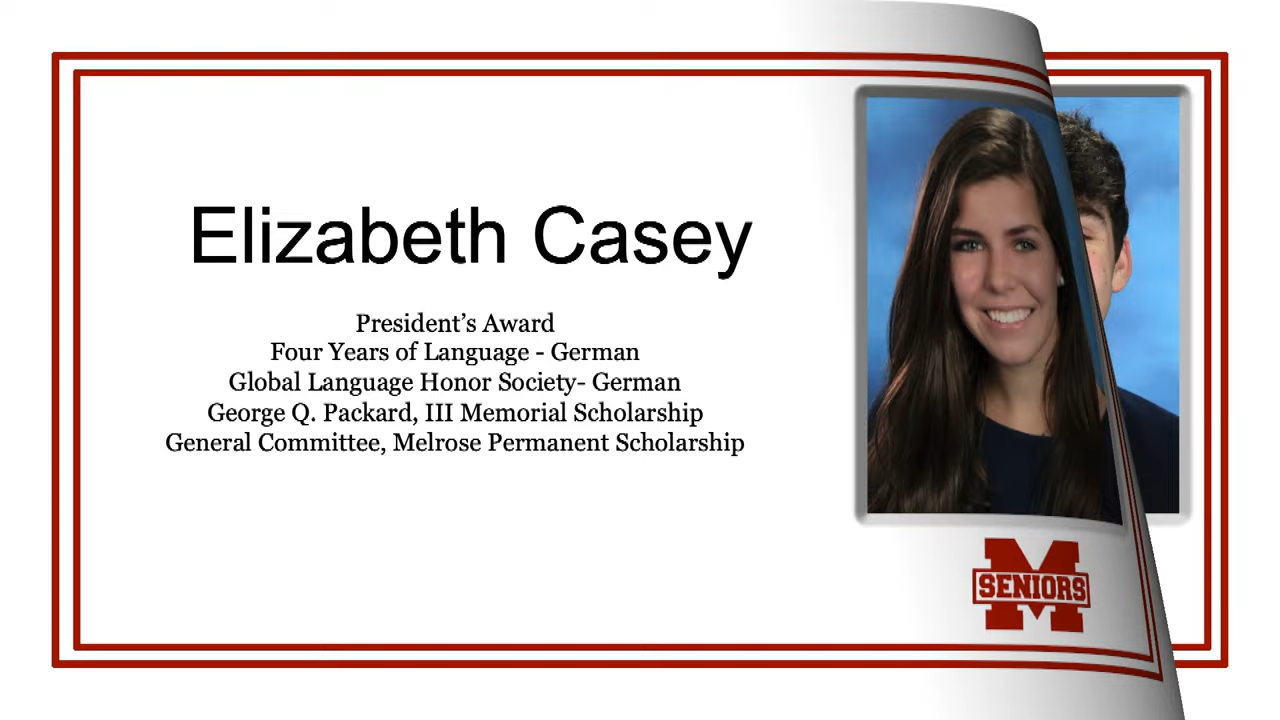 Elizabeth Casey
President’s Award
Four Years of Language - German
Global Language Honor Society- German
George Q. Packard, III Memorial Scholarship
General Committee, Melrose Permanent Scholarship
M
SENIORS